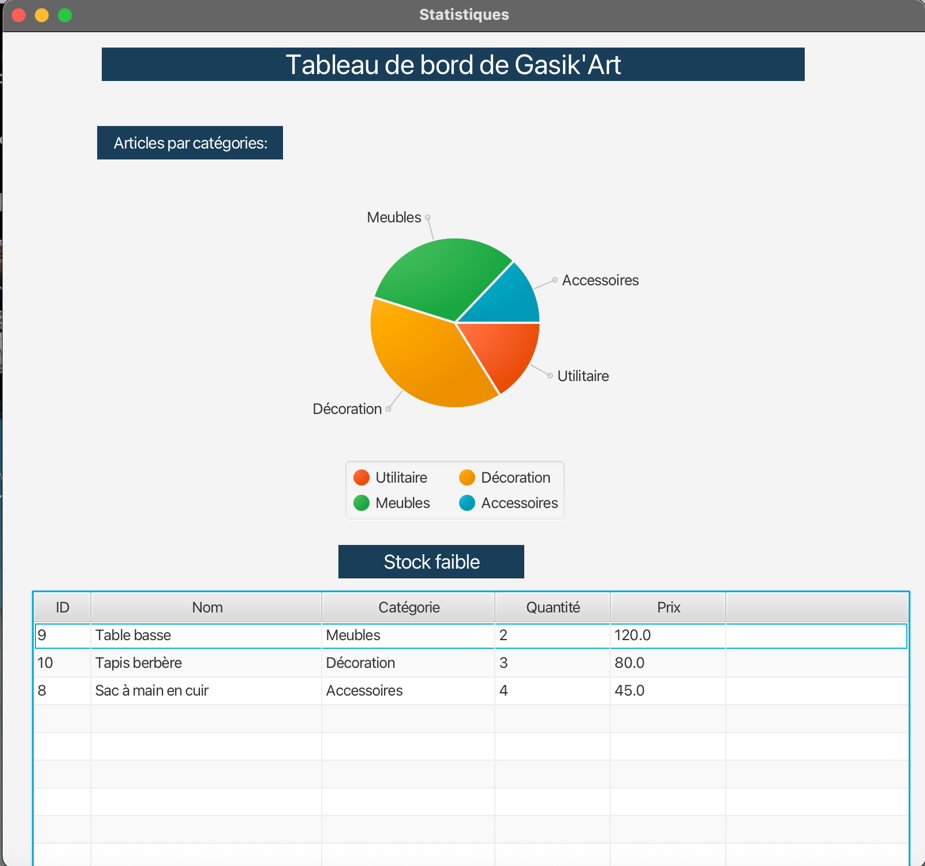 Statistiques
Tableau de bord de Gasik'Art
Articles par catégories:
Meubles
Accessoires
Utilitaire
Décoration
Utilitaire Décoration
Meubles Accessoires
Stock faible
ID Nom Catégorie Quantité Prix
9 Table basse Meubles 2 120.0
10 Tapis berbère Décoration 3 80.0
8 Sac à main en cuir Accessoires 4 45.0